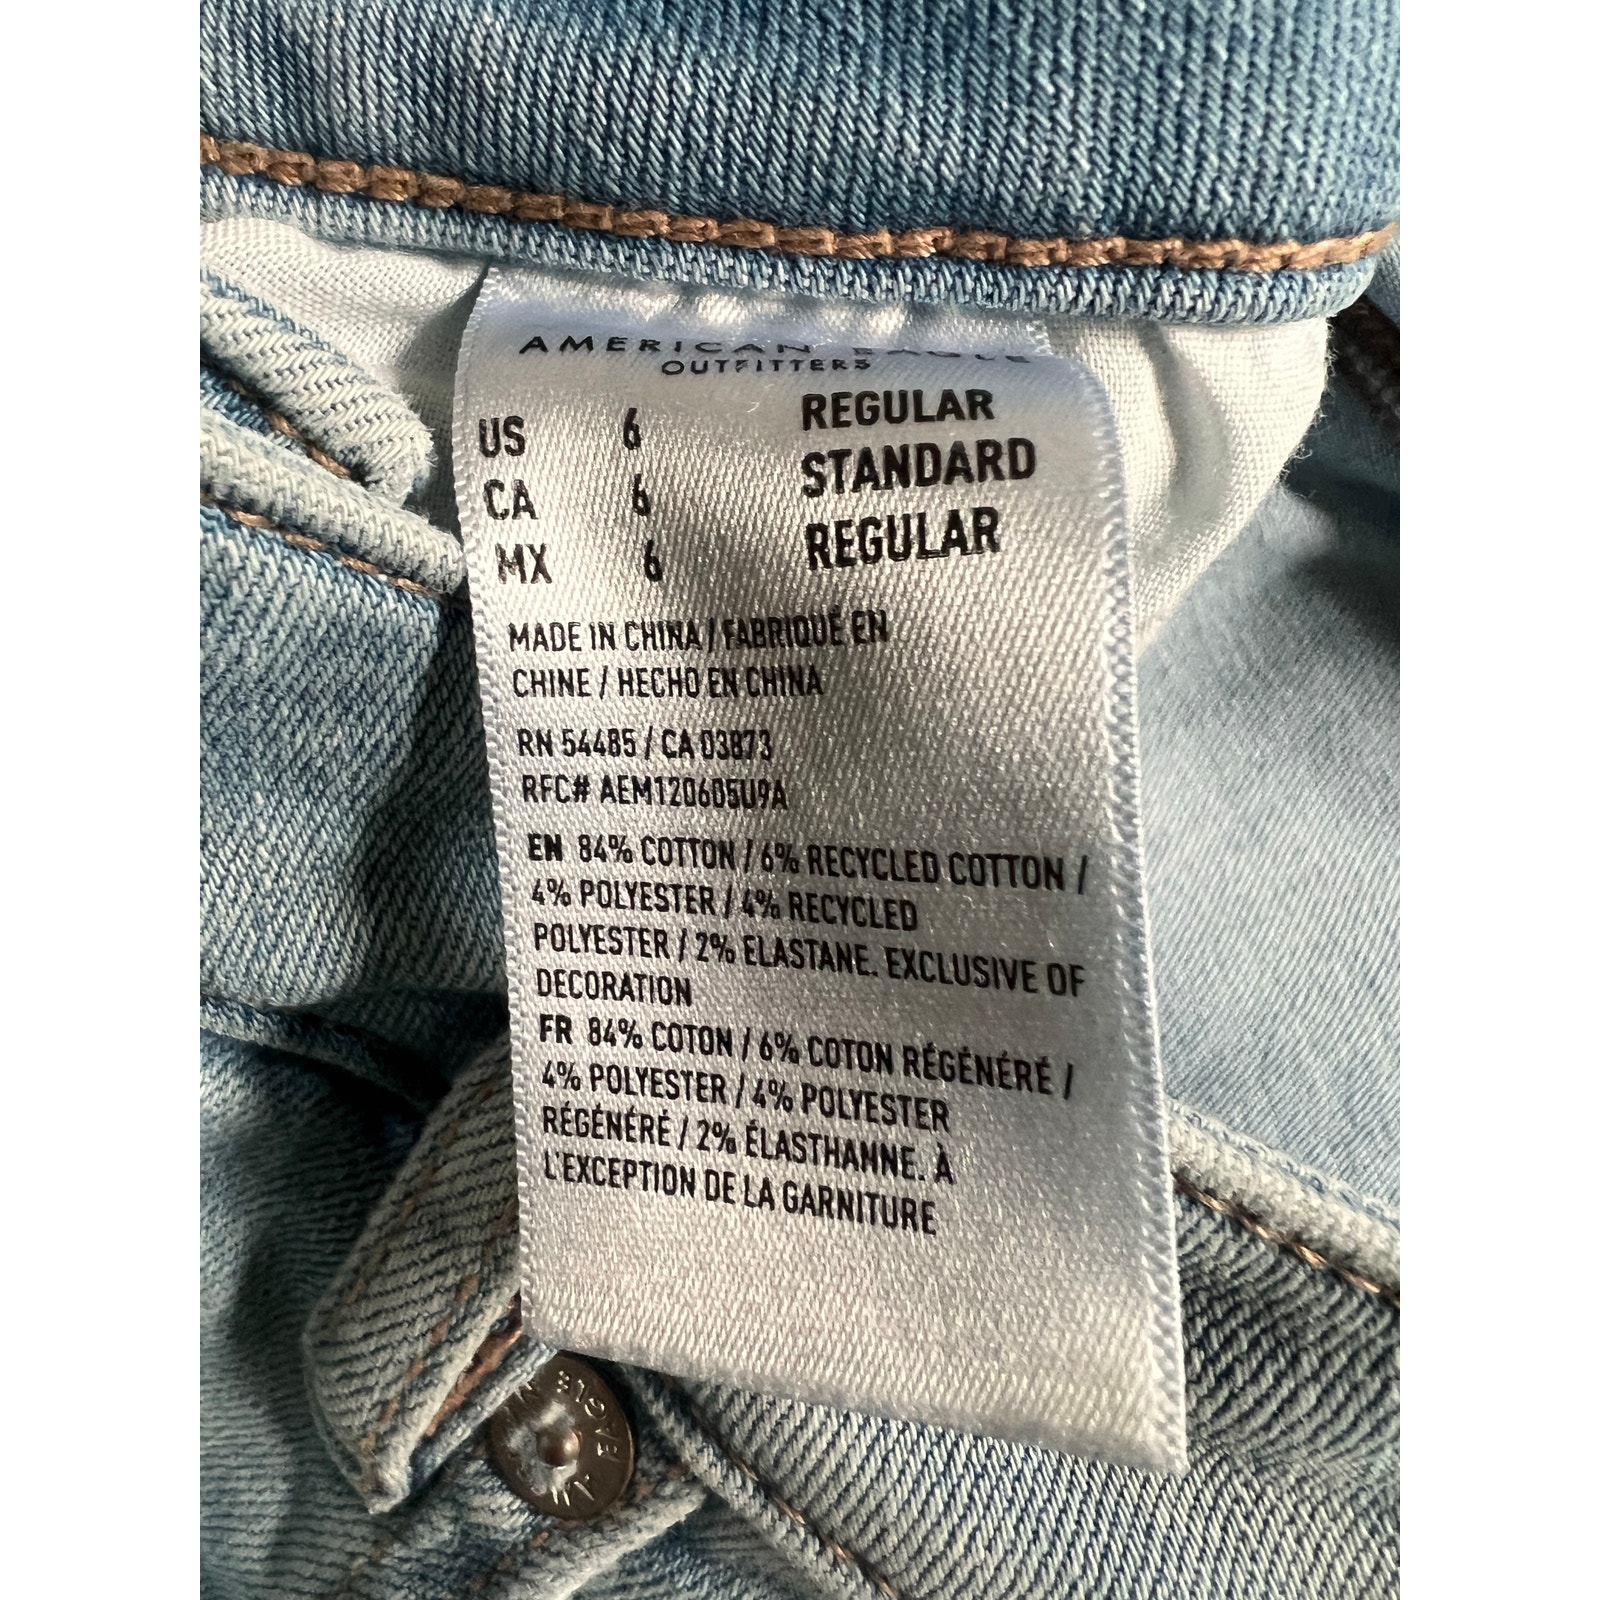 AMERICAN EAGLE
OUTFITTERS
US 6 REGULAR
CA 6 STANDARD
MX 6 REGULAR
MADE IN CHINA / FABRIQUÉ EN
CHINE / HECHO EN CHINA
RN 54485 / CA 03873
RFC# AEM120605U9A
EN 84% COTTON / 6% RECYCLED COTTON /
4% POLYESTER / 4% RECYCLED
POLYESTER / 2% ELASTANE. EXCLUSIVE OF
DECORATION
FR 84% COTON / 6% COTON RÉGÉNÉRÉ /
4% POLYESTER / 4% POLYESTER
RÉGÉNÉRÉ / 2% ÉLASTHANNE. À
L'EXCEPTION DE LA GARNITURE
EAGLE